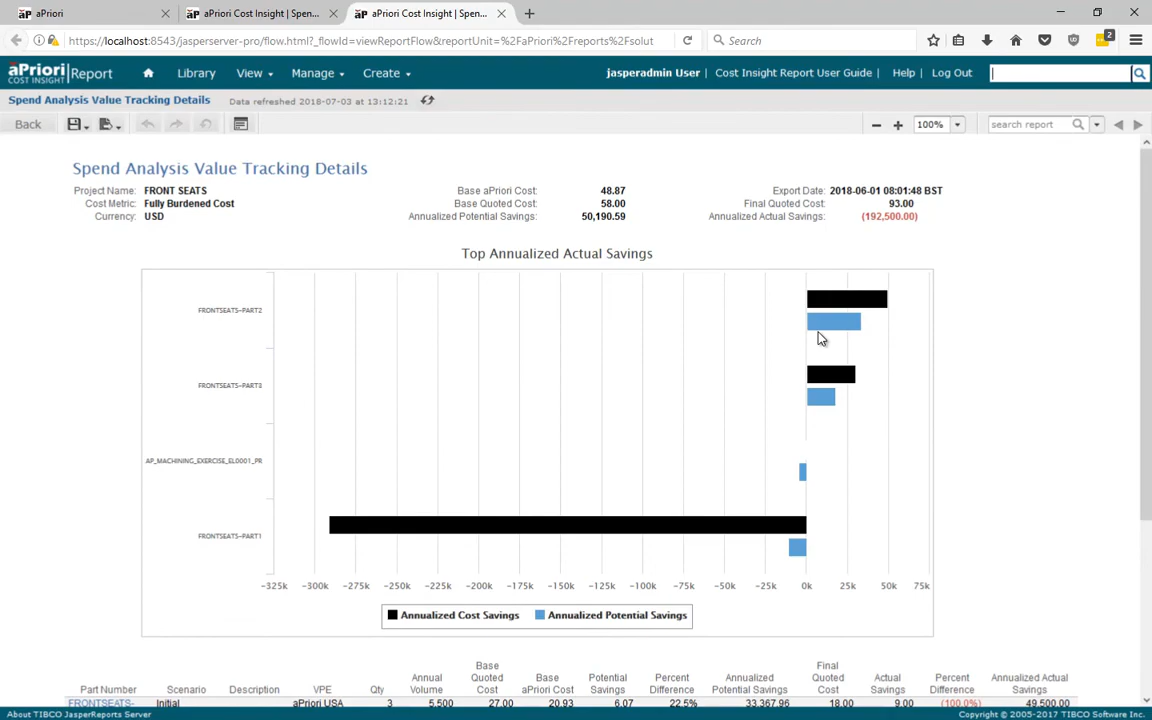 aPriori
aP aPriori Cost Insight | Spen...
aP aPriori Cost Insight | Spen...
https://localhost:8543/jasperserver-pro/flow.html?_flowId=viewReportFlow&reportUnit=%2FaPriori%2Freports%2Fsolut
Search
2
aPriori Report
COST INSIGHT
Library View Manage Create
jasperadmin User | Cost Insight Report User Guide | Help | Log Out
Spend Analysis Value Tracking Details Data refreshed 2018-07-03 at 13:12:21
Back
100%
search report
Spend Analysis Value Tracking Details
Project Name: FRONT SEATS Base aPriori Cost: 48.87 Export Date: 2018-06-01 08:01:48 BST
Cost Metric: Fully Burdened Cost Base Quoted Cost: 58.00 Final Quoted Cost: 93.00
Currency: USD Annualized Potential Savings: 50,190.59 Annualized Actual Savings: (192,500.00)
Top Annualized Actual Savings
FRONTSEATS-PART2
FRONTSEATS-PART3
AP_MACHINING_EXERCISE_EL0001_PR
FRONTSEATS-PART1
-325k -300k -275k -250k -225k -200k -175k -150k -125k -100k -75k -50k -25k 0k 25k 50k 75k
Annualized Cost Savings Annualized Potential Savings
Part Number Scenario Description VPE Qty Annual Volume Base Quoted Cost Base aPriori Cost Potential Savings Percent Difference Annualized Potential Savings Final Quoted Cost Actual Savings Percent Difference Annualized Actual Savings
FRONTSEATS- Initial aPriori USA 3 5,500 27.00 20.93 6.07 22.5% 33,367.96 18.00 9.00 (100.0%) 49,500.00
About TIBCO JasperReports Server Copyright © 2005-2017 TIBCO Software Inc.